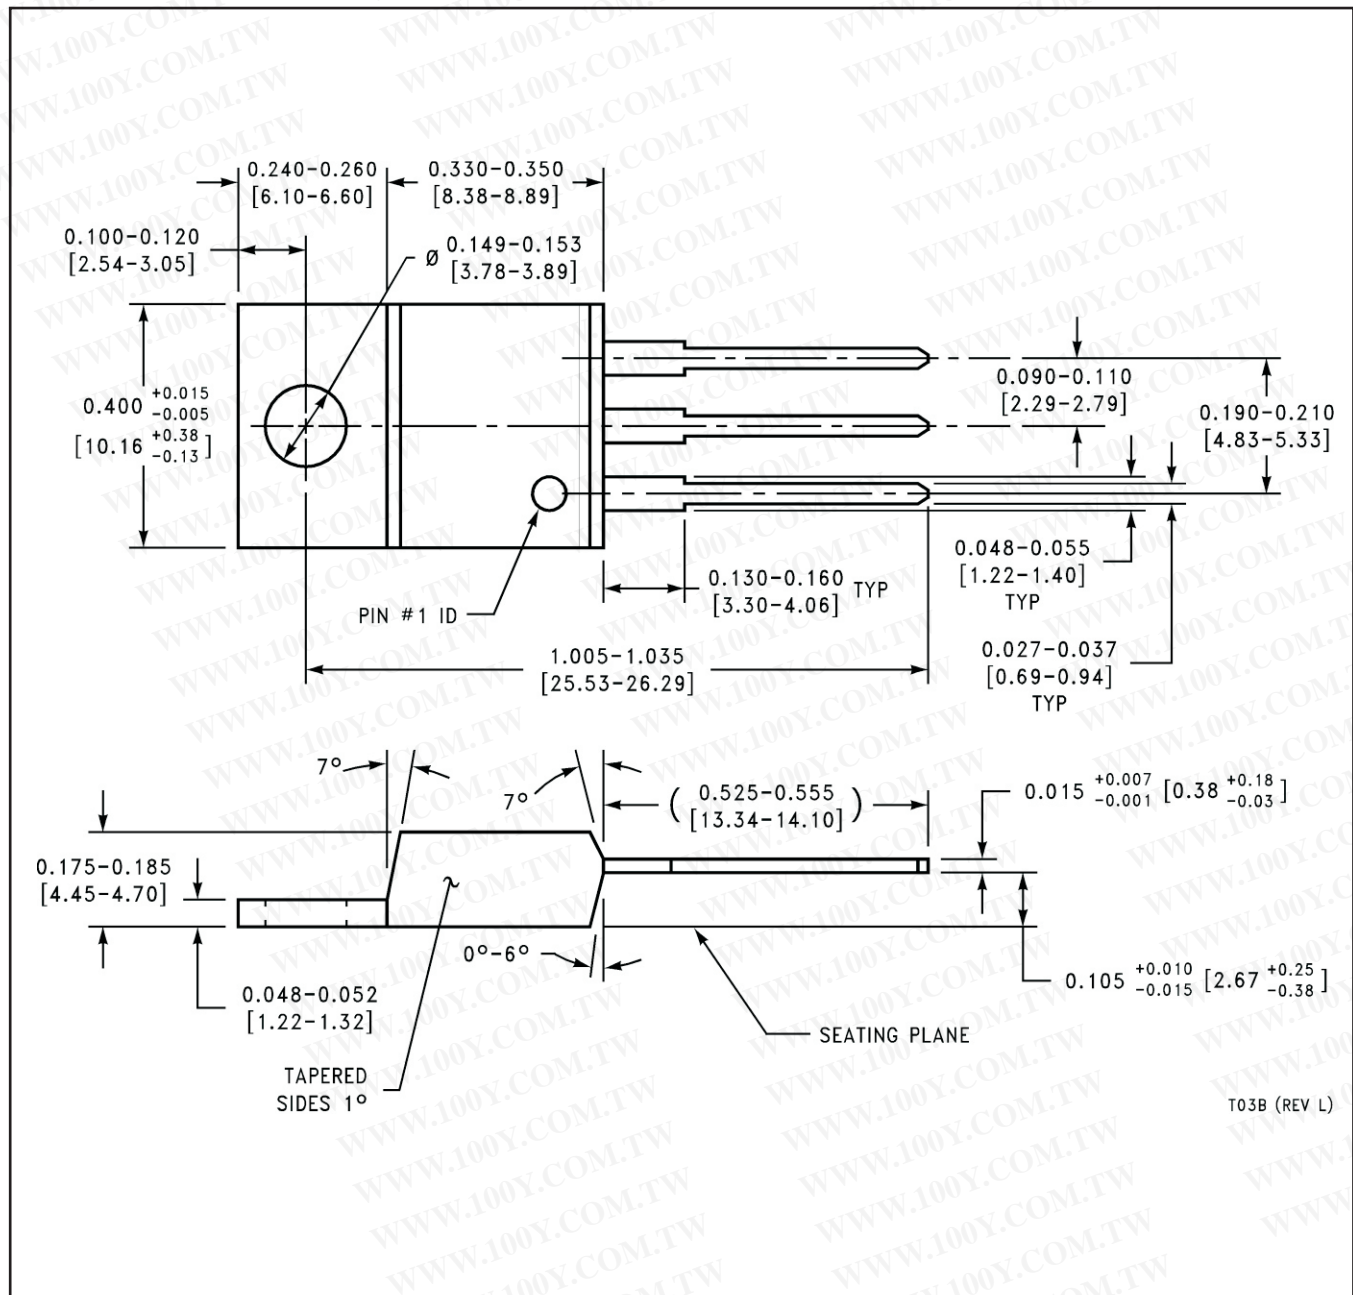 0.240-0.260
[6.10-6.60]
0.330-0.350
[8.38-8.89]
0.100-0.120
[2.54-3.05]
Ø 0.149-0.153
[3.78-3.89]
0.400 +0.015
-0.005
[10.16 +0.38
-0.13]
0.090-0.110
[2.29-2.79]
0.190-0.210
[4.83-5.33]
0.048-0.055
[1.22-1.40]
TYP
0.130-0.160 TYP
[3.30-4.06]
PIN #1 ID
0.027-0.037
[0.69-0.94]
TYP
1.005-1.035
[25.53-26.29]
7°
7°
( 0.525-0.555 )
[13.34-14.10]
0.015 +0.007
-0.001 [0.38 +0.18
-0.03]
0.175-0.185
[4.45-4.70]
0°-6°
0.105 +0.010
-0.015 [2.67 +0.25
-0.38]
0.048-0.052
[1.22-1.32]
SEATING PLANE
TAPERED
SIDES 1°
T03B (REV L)
WWW.100Y.COM.TW